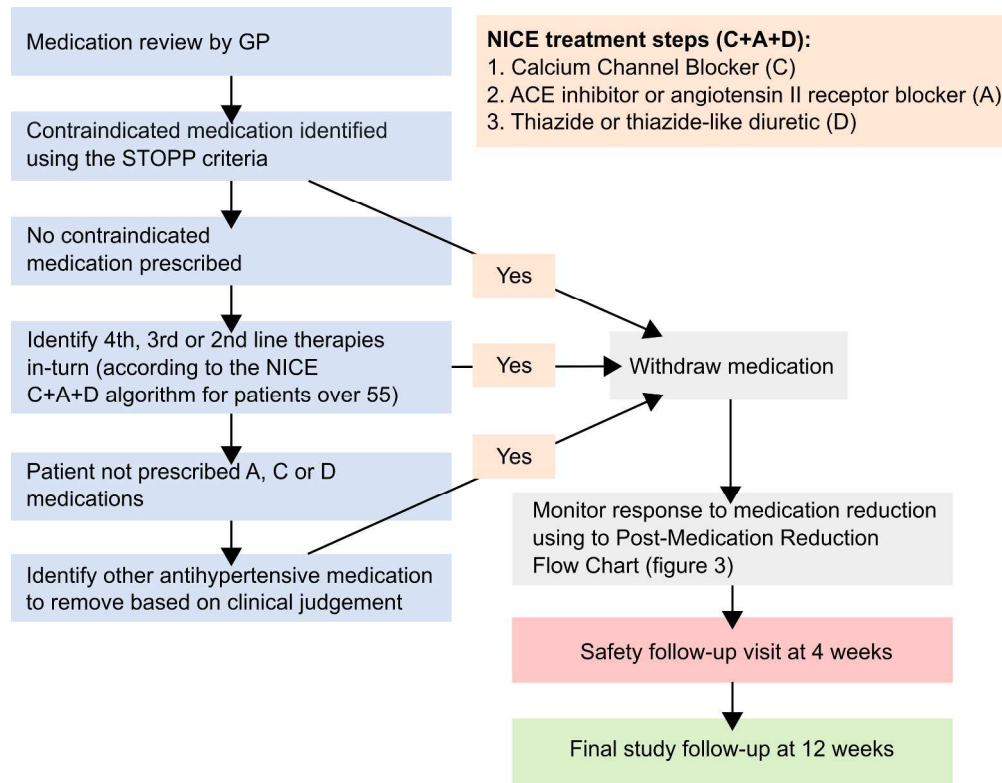 Medication review by GP
Contraindicated medication identified
using the STOPP criteria
No contraindicated
medication prescribed
Identify 4th, 3rd or 2nd line therapies
in-turn (according to the NICE
C+A+D algorithm for patients over 55)
Patient not prescribed A, C or D
medications
Identify other antihypertensive medication
to remove based on clinical judgement
NICE treatment steps (C+A+D):
1. Calcium Channel Blocker (C)
2. ACE inhibitor or angiotensin II receptor blocker (A)
3. Thiazide or thiazide-like diuretic (D)
Yes
Yes
Yes
Withdraw medication
Monitor response to medication reduction
using to Post-Medication Reduction
Flow Chart (figure 3)
Safety follow-up visit at 4 weeks
Final study follow-up at 12 weeks